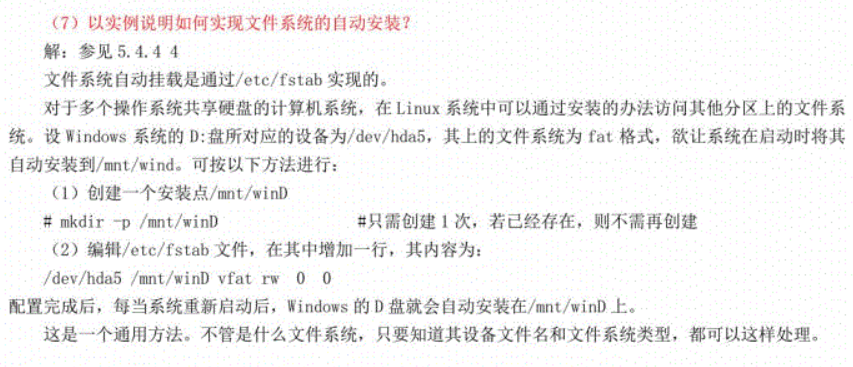 （7）以实例说明如何实现文件系统的自动安装？
解：参见 5.4.4 4
文件系统自动挂载是通过/etc/fstab 实现的。
对于多个操作系统共享硬盘的计算机系统，在 Linux 系统中可以通过安装的办法访问其他分区上的文件系
统。设 Windows 系统的 D:盘所对应的设备为/dev/hda5，其上的文件系统为 fat 格式，欲让系统在启动时将其
自动安装到/mnt/wind。可按以下方法进行：
（1）创建一个安装点/mnt/winD
# mkdir -p /mnt/winD #只需创建 1 次，若已经存在，则不需再创建
（2）编辑/etc/fstab 文件，在其中增加一行，其内容为：
/dev/hda5 /mnt/winD vfat rw 0 0
配置完成后，每当系统重新启动后，Windows 的 D 盘就会自动安装在/mnt/winD 上。
这是一个通用方法。不管是什么文件系统，只要知道其设备文件名和文件系统类型，都可以这样处理。